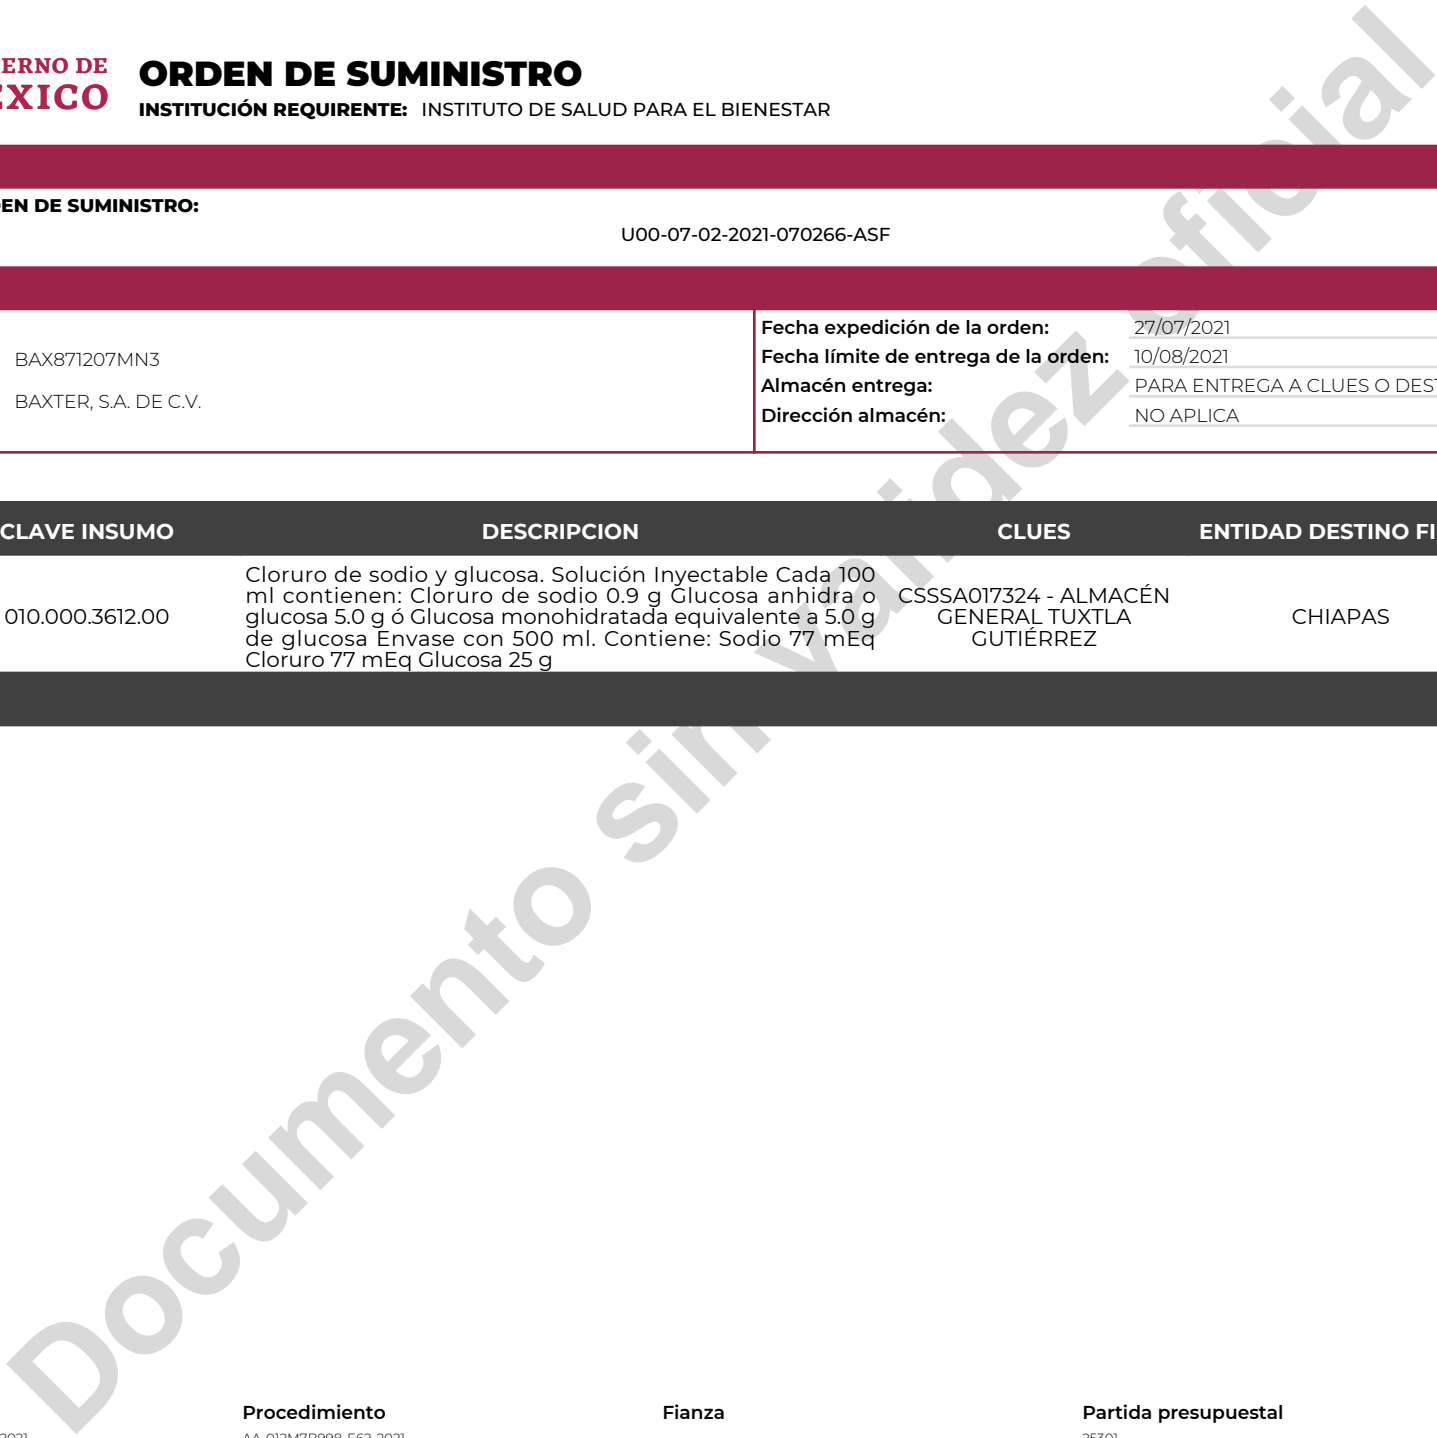 ERNO DE
EXICO
ORDEN DE SUMINISTRO
INSTITUCIÓN REQUIRENTE: INSTITUTO DE SALUD PARA EL BIENESTAR
EN DE SUMINISTRO:
U00-07-02-2021-070266-ASF
BAX871207MN3
BAXTER, S.A. DE C.V.
Fecha expedición de la orden: 27/07/2021
Fecha límite de entrega de la orden: 10/08/2021
Almacén entrega: PARA ENTREGA A CLUES O DEST
Dirección almacén: NO APLICA
CLAVE INSUMO DESCRIPCION CLUES ENTIDAD DESTINO FI
010.000.3612.00
Cloruro de sodio y glucosa. Solución Inyectable Cada 100
ml contienen: Cloruro de sodio 0.9 g Glucosa anhidra o
glucosa 5.0 g ó Glucosa monohidratada equivalente a 5.0 g
de glucosa Envase con 500 ml. Contiene: Sodio 77 mEq
Cloruro 77 mEq Glucosa 25 g
CSSSA017324 - ALMACÉN
GENERAL TUXTLA
GUTIÉRREZ
CHIAPAS
Documento sin validez oficial
Procedimiento Fianza Partida presupuestal